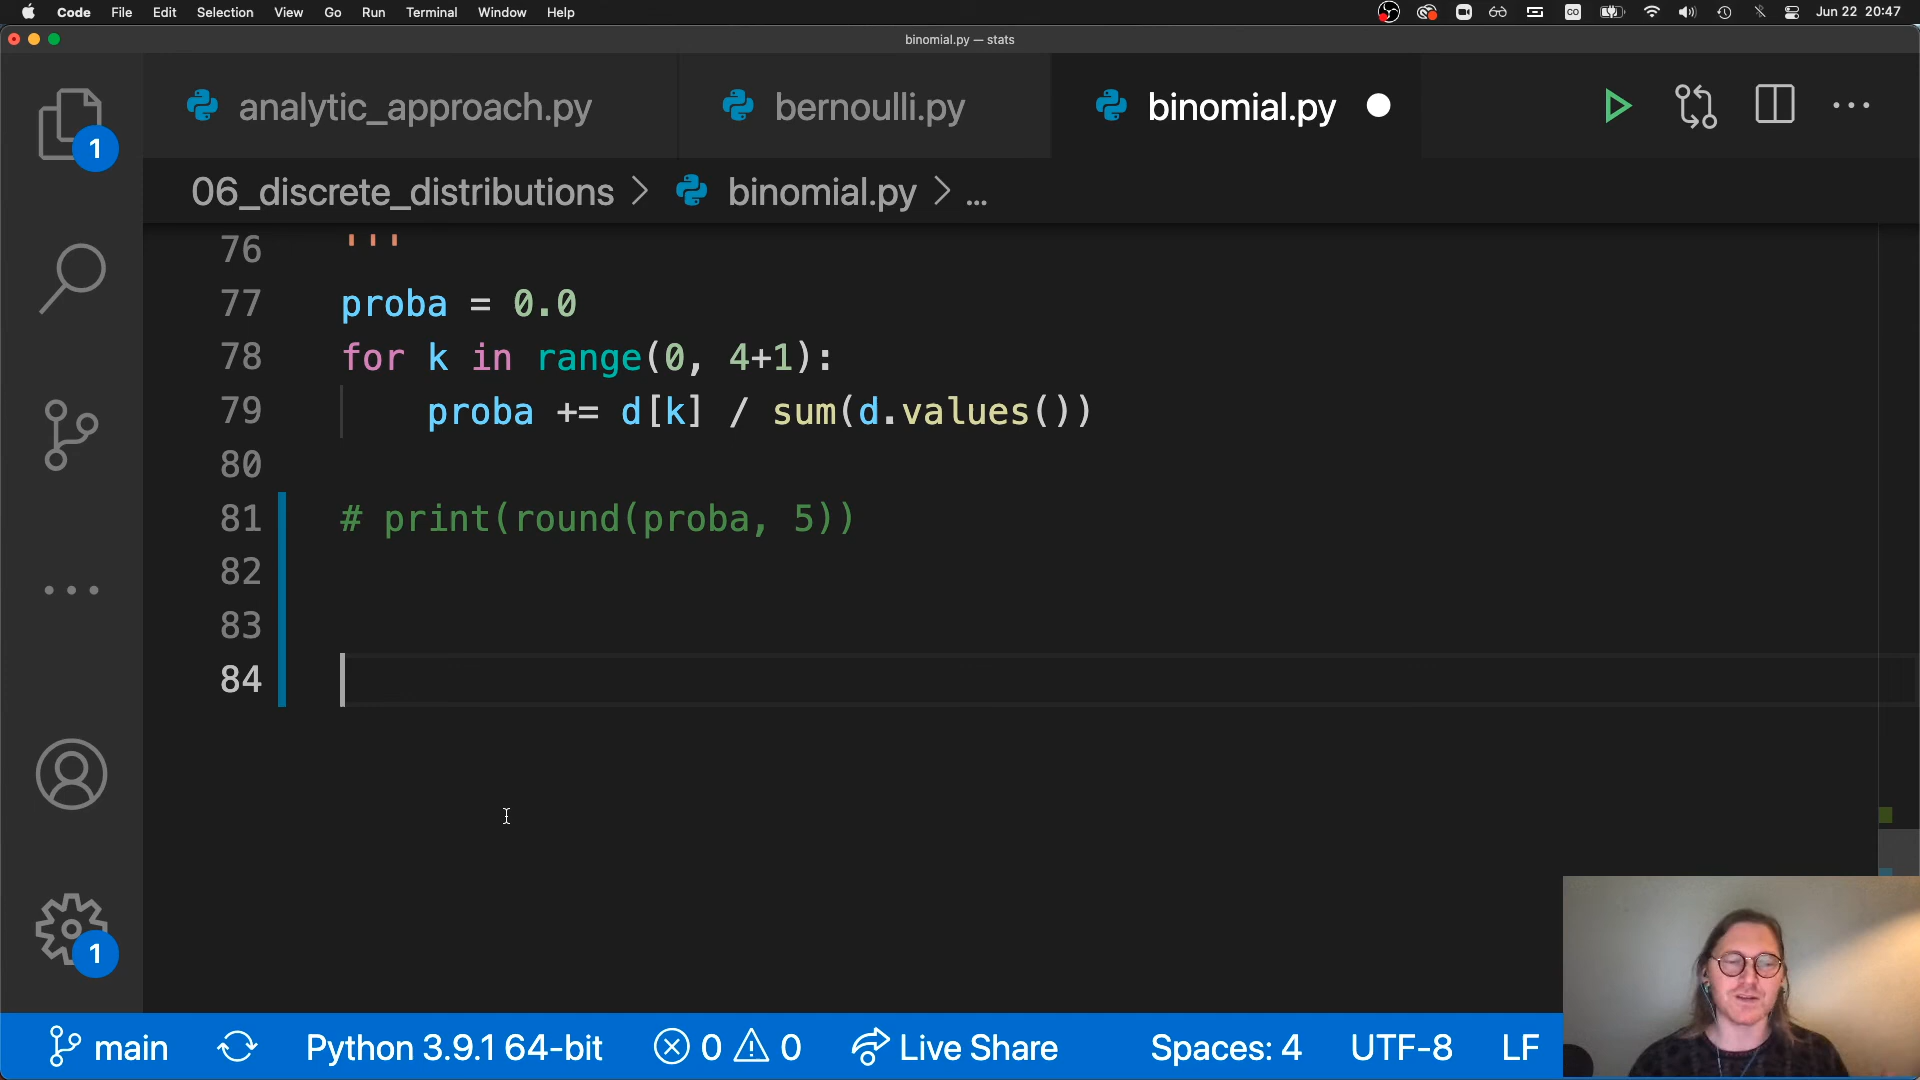 Code File Edit Selection View Go Run Terminal Window Help Jun 22 20:47
binomial.py — stats
analytic_approach.py bernoulli.py binomial.py
06_discrete_distributions > binomial.py > ...
1
76 '''
77 proba = 0.0
78 for k in range(0, 4+1):
79 proba += d[k] / sum(d.values())
80
81 # print(round(proba, 5))
82
83
84
1
main Python 3.9.1 64-bit 0 0 Live Share Spaces: 4 UTF-8 LF